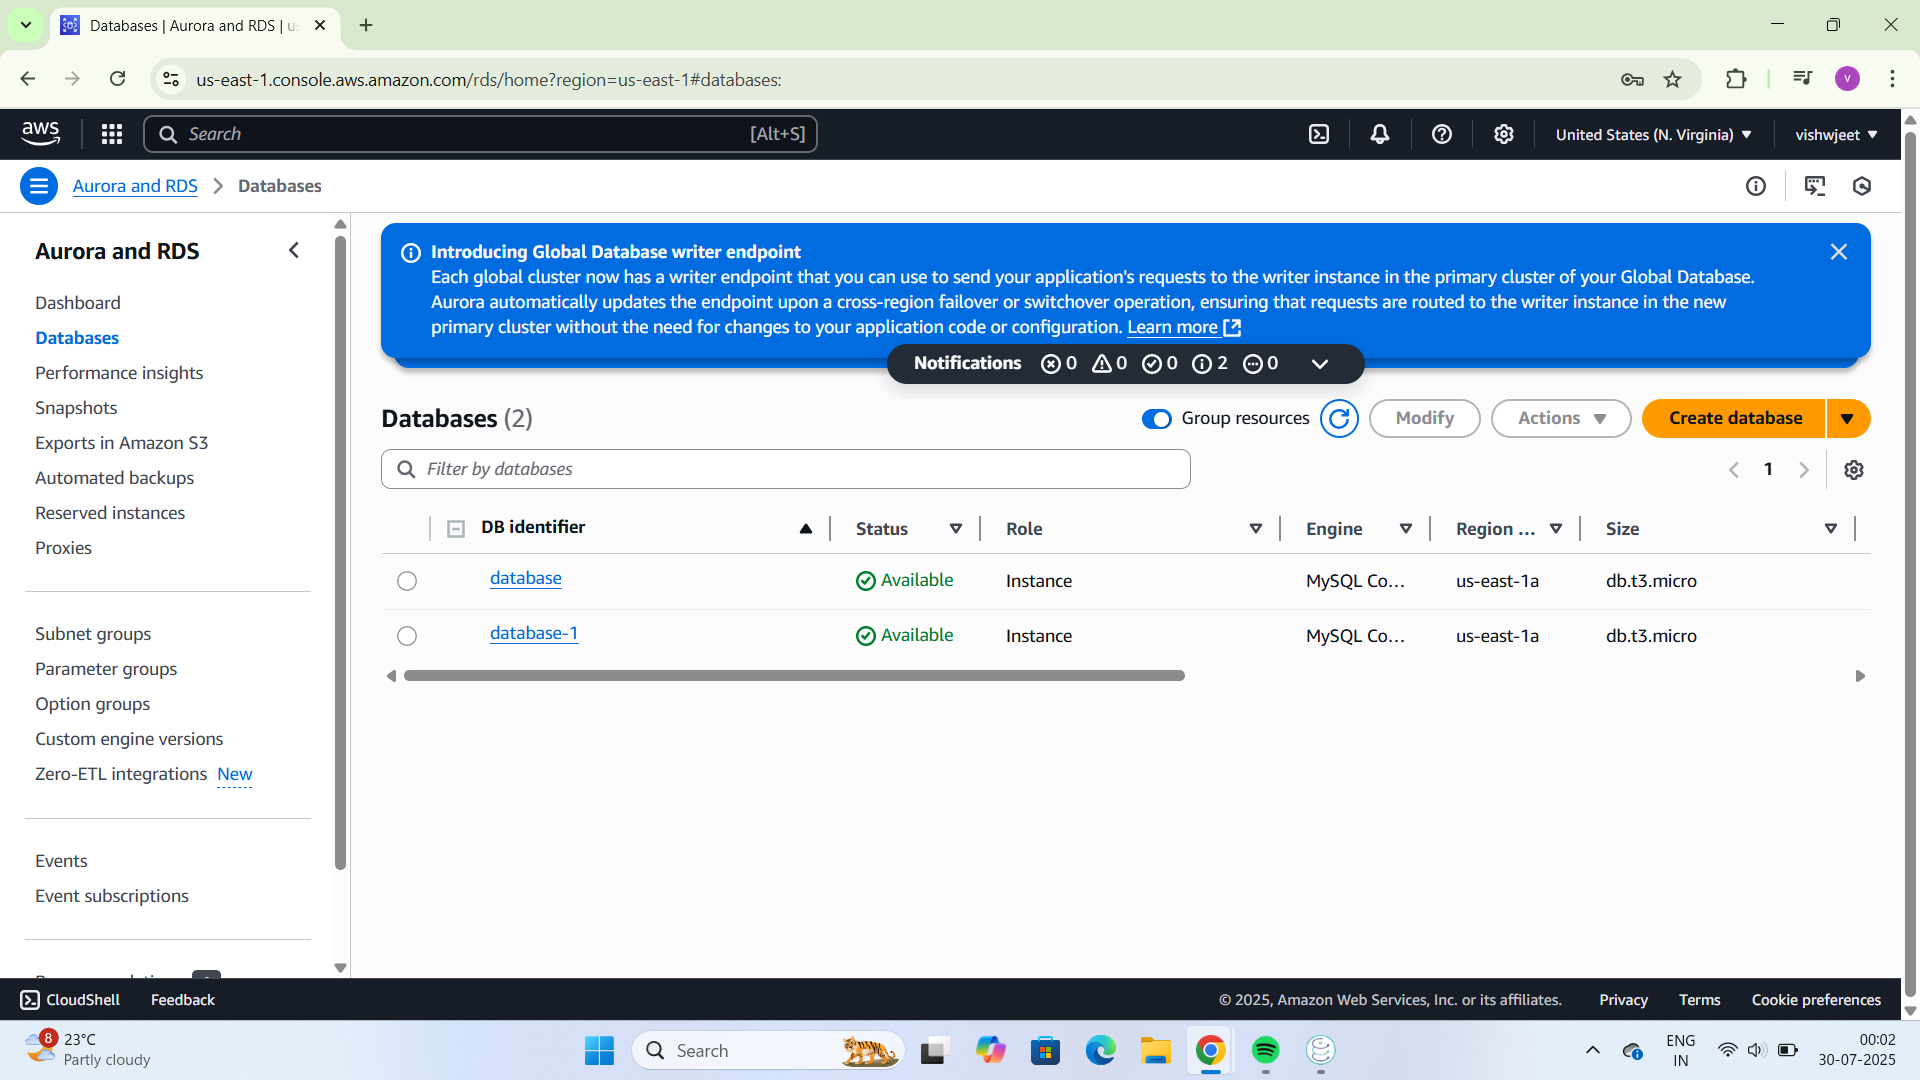 Databases | Aurora and RDS | us
us-east-1.console.aws.amazon.com/rds/home?region=us-east-1#databases:
V
aws
Search
[Alt+S]
United States (N. Virginia)
vishwjeet
Aurora and RDS
Databases
Aurora and RDS
Dashboard
Databases
Performance insights
Snapshots
Exports in Amazon S3
Automated backups
Reserved instances
Proxies
Subnet groups
Parameter groups
Option groups
Custom engine versions
Zero-ETL integrations New
Events
Event subscriptions
Introducing Global Database writer endpoint
Each global cluster now has a writer endpoint that you can use to send your application's requests to the writer instance in the primary cluster of your Global Database.
Aurora automatically updates the endpoint upon a cross-region failover or switchover operation, ensuring that requests are routed to the writer instance in the new
primary cluster without the need for changes to your application code or configuration. Learn more
Notifications 0 0 0 2 0
Databases (2)
Group resources
Modify
Actions
Create database
Filter by databases
1
DB identifier Status Role Engine Region ... Size
database Available Instance MySQL Co... us-east-1a db.t3.micro
database-1 Available Instance MySQL Co... us-east-1a db.t3.micro
CloudShell Feedback © 2025, Amazon Web Services, Inc. or its affiliates. Privacy Terms Cookie preferences
8
23°C
Partly cloudy
Search
ENG
IN
00:02
30-07-2025